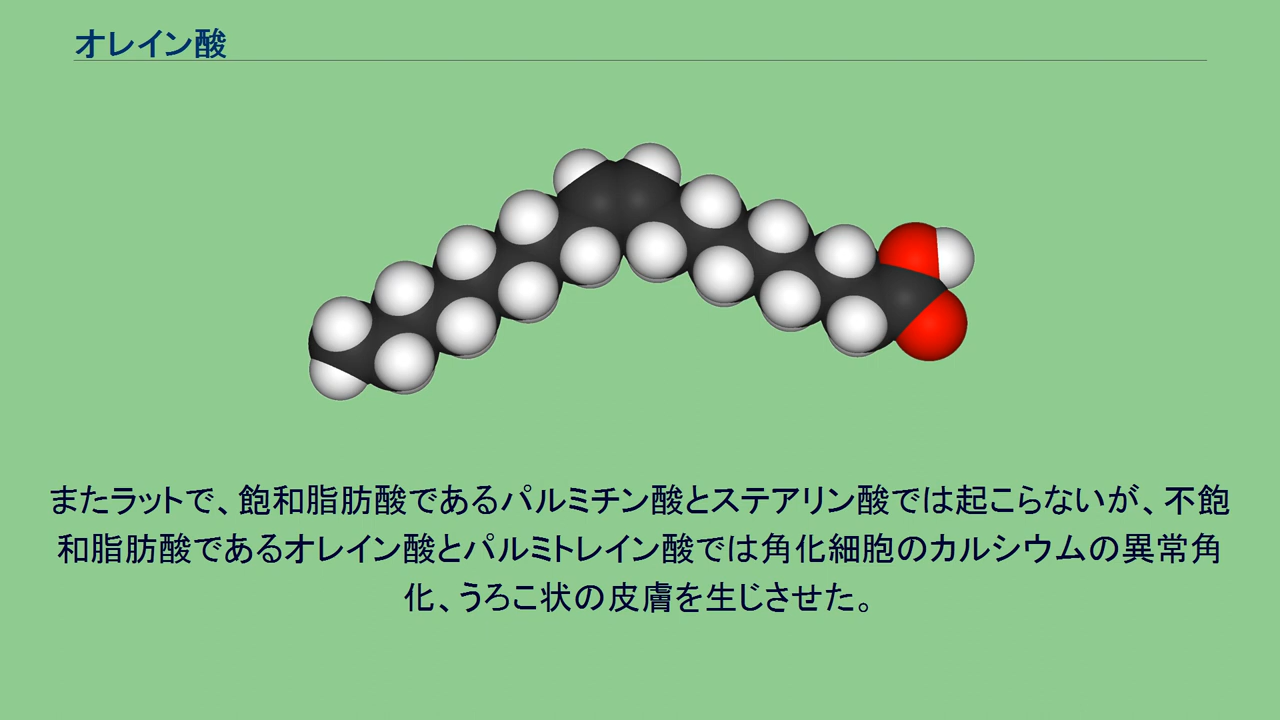 オレイン酸
またラットで、飽和脂肪酸であるパルミチン酸とステアリン酸では起こらないが、不飽
和脂肪酸であるオレイン酸とパルミトレイン酸では角化細胞のカルシウムの異常角
化、うろこ状の皮膚を生じさせた。